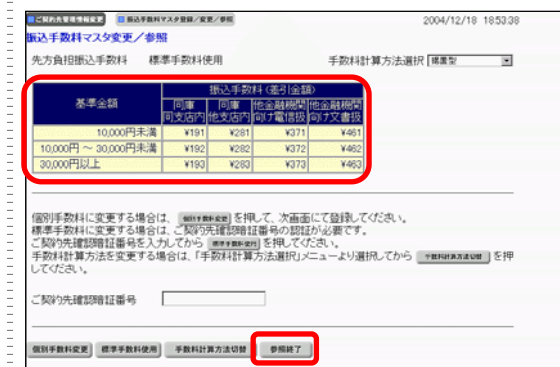 ご契約先管理情報変更 振込手数料マスタ登録/変更/参照 2004/12/18 18:53:38
振込手数料マスタ変更/参照
先方負担振込手数料 標準手数料使用 手数料計算方法選択 据置型
基準金額 振込手数料(差引金額)
同庫同支店内 同庫他支店内 他金融機関向け電信扱 他金融機関向け文書扱
10,000円未満 ¥191 ¥281 ¥371 ¥461
10,000円 ~ 30,000円未満 ¥192 ¥282 ¥372 ¥462
30,000円以上 ¥193 ¥283 ¥373 ¥463
個別手数料に変更する場合は、 個別手数料変更 を押して、次画面にて登録してください。
標準手数料に変更する場合は、ご契約先確認暗証番号の認証が必要です。
ご契約先確認暗証番号を入力してから 標準手数料使用 を押してください。
手数料計算方法を変更する場合は、「手数料計算方法選択」メニューより選択してから 手数料計算方法切替 を押
してください。
ご契約先確認暗証番号
個別手数料変更 標準手数料使用 手数料計算方法切替 参照終了